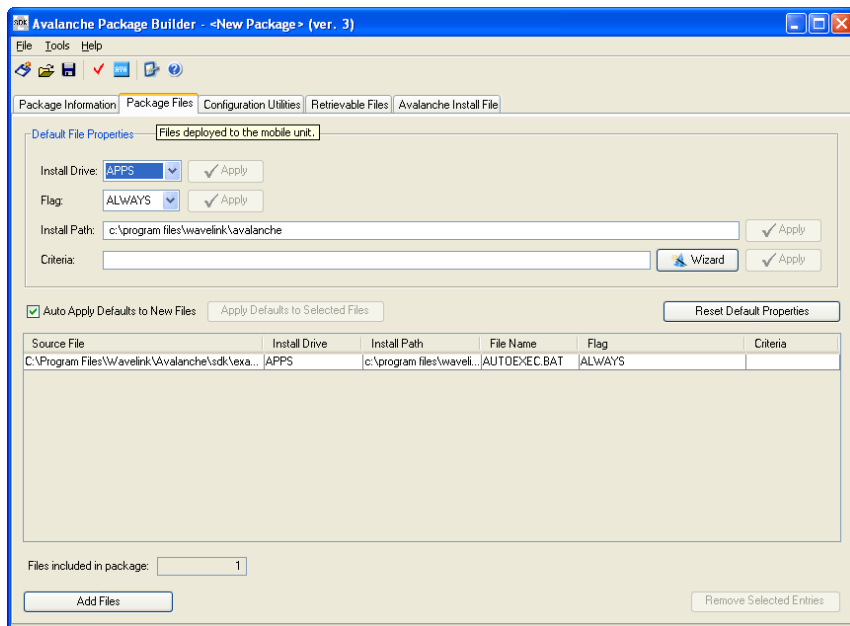 Avalanche Package Builder - <New Package> (ver. 3)
File Tools Help
Package Information Package Files Configuration Utilities Retrievable Files Avalanche Install File
Default File Properties Files deployed to the mobile unit.
Install Drive: APPS Apply
Flag: ALWAYS Apply
Install Path: c:\program files\wavelink\avalanche Apply
Criteria: Wizard Apply
Auto Apply Defaults to New Files Apply Defaults to Selected Files Reset Default Properties
Source File Install Drive Install Path File Name Flag Criteria
C:\Program Files\Wavelink\Avalanche\sdk\exa... APPS c:\program files\waveli... AUTOEXEC.BAT ALWAYS
Files included in package: 1
Add Files Remove Selected Entries